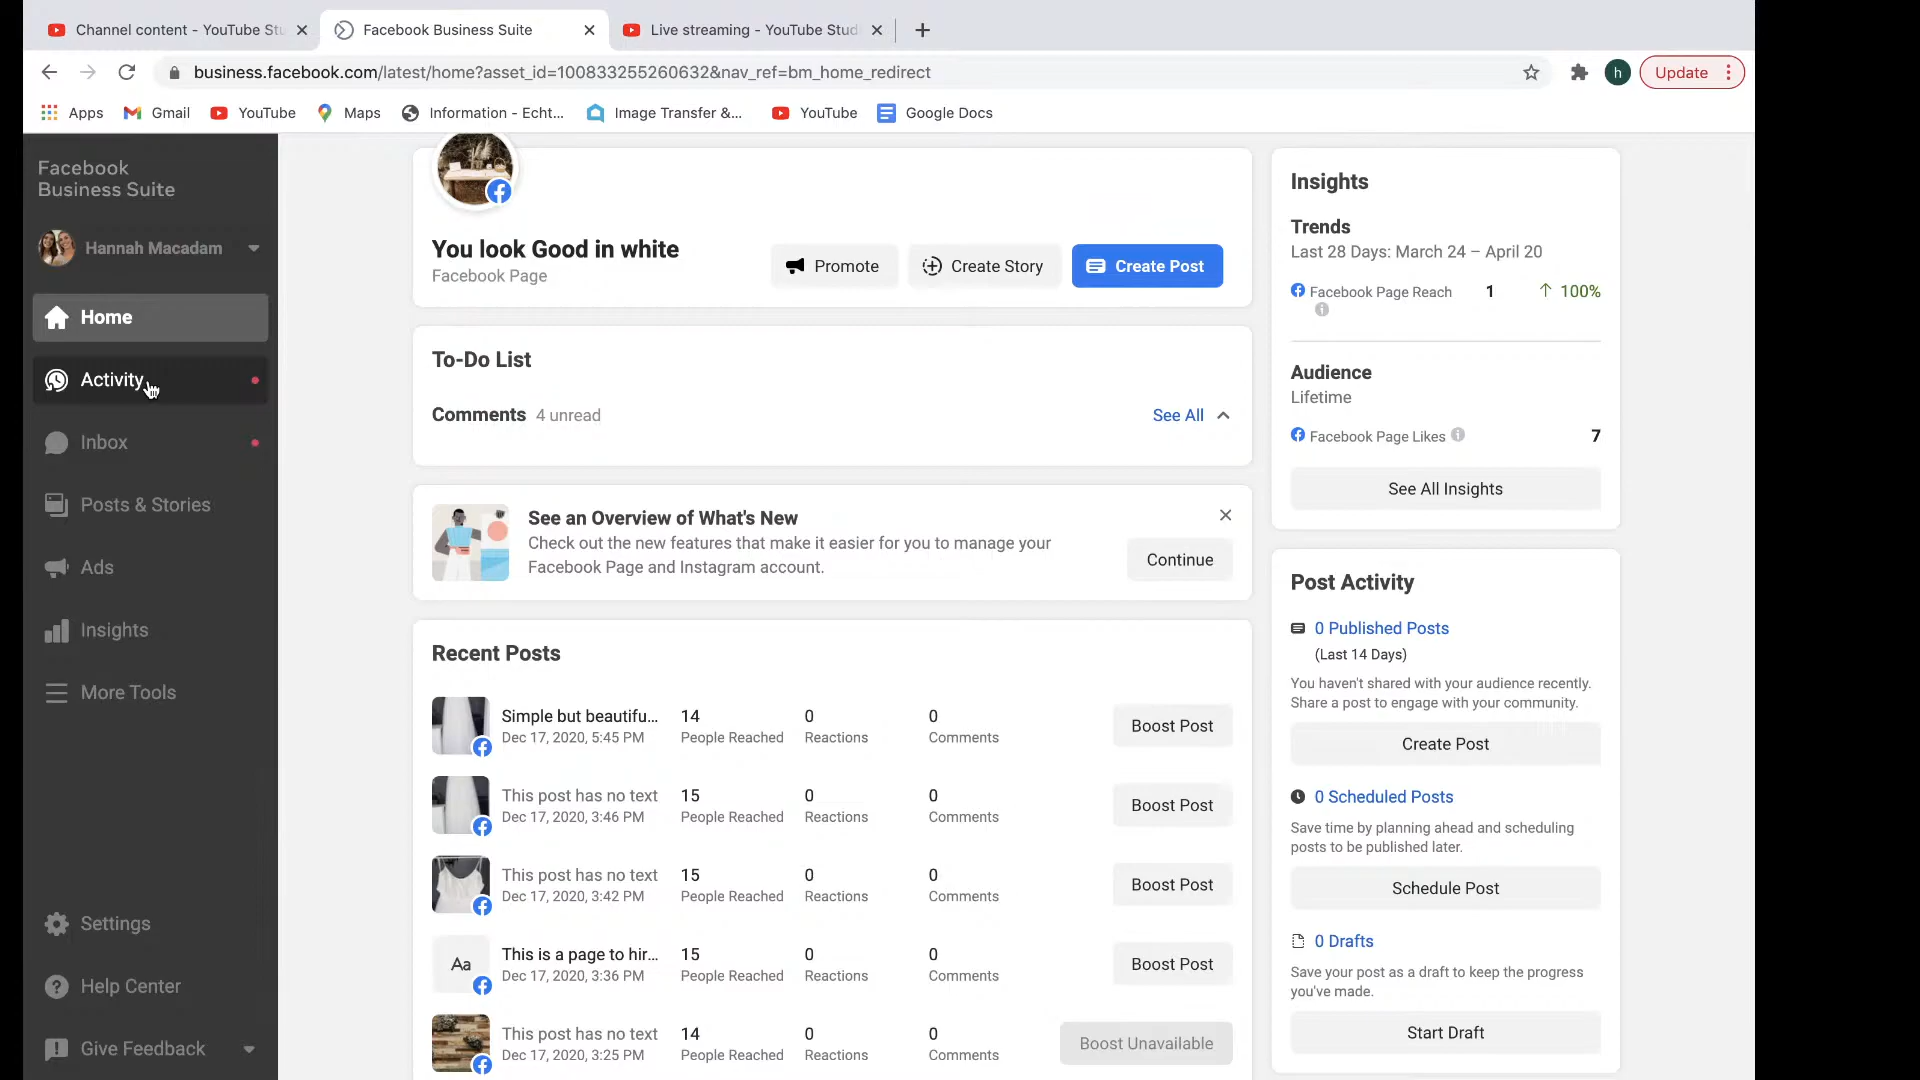 Channel content - YouTube Stu
Facebook Business Suite
Live streaming - YouTube Stud
business.facebook.com/latest/home?asset_id=100833255260632&nav_ref=bm_home_redirect
h
Update
Apps
Gmail
YouTube
Maps
Information - Echt...
Image Transfer &...
YouTube
Google Docs
Facebook
Business Suite
Hannah Macadam
Home
Activity
Inbox
Posts & Stories
Ads
Insights
More Tools
Settings
Help Center
Give Feedback
You look Good in white
Facebook Page
Promote
Create Story
Create Post
To-Do List
Comments 4 unread
See All
See an Overview of What's New
Check out the new features that make it easier for you to manage your
Facebook Page and Instagram account.
Continue
Recent Posts
Simple but beautifu... 14 0 0
Dec 17, 2020, 5:45 PM People Reached Reactions Comments
Boost Post
This post has no text 15 0 0
Dec 17, 2020, 3:46 PM People Reached Reactions Comments
Boost Post
This post has no text 15 0 0
Dec 17, 2020, 3:42 PM People Reached Reactions Comments
Boost Post
Aa
This is a page to hir... 15 0 0
Dec 17, 2020, 3:36 PM People Reached Reactions Comments
Boost Post
This post has no text 14 0 0
Dec 17, 2020, 3:25 PM People Reached Reactions Comments
Boost Unavailable
Insights
Trends
Last 28 Days: March 24 – April 20
Facebook Page Reach 1 ↑ 100%
Audience
Lifetime
Facebook Page Likes 7
See All Insights
Post Activity
0 Published Posts
(Last 14 Days)
You haven't shared with your audience recently.
Share a post to engage with your community.
Create Post
0 Scheduled Posts
Save time by planning ahead and scheduling
posts to be published later.
Schedule Post
0 Drafts
Save your post as a draft to keep the progress
you've made.
Start Draft